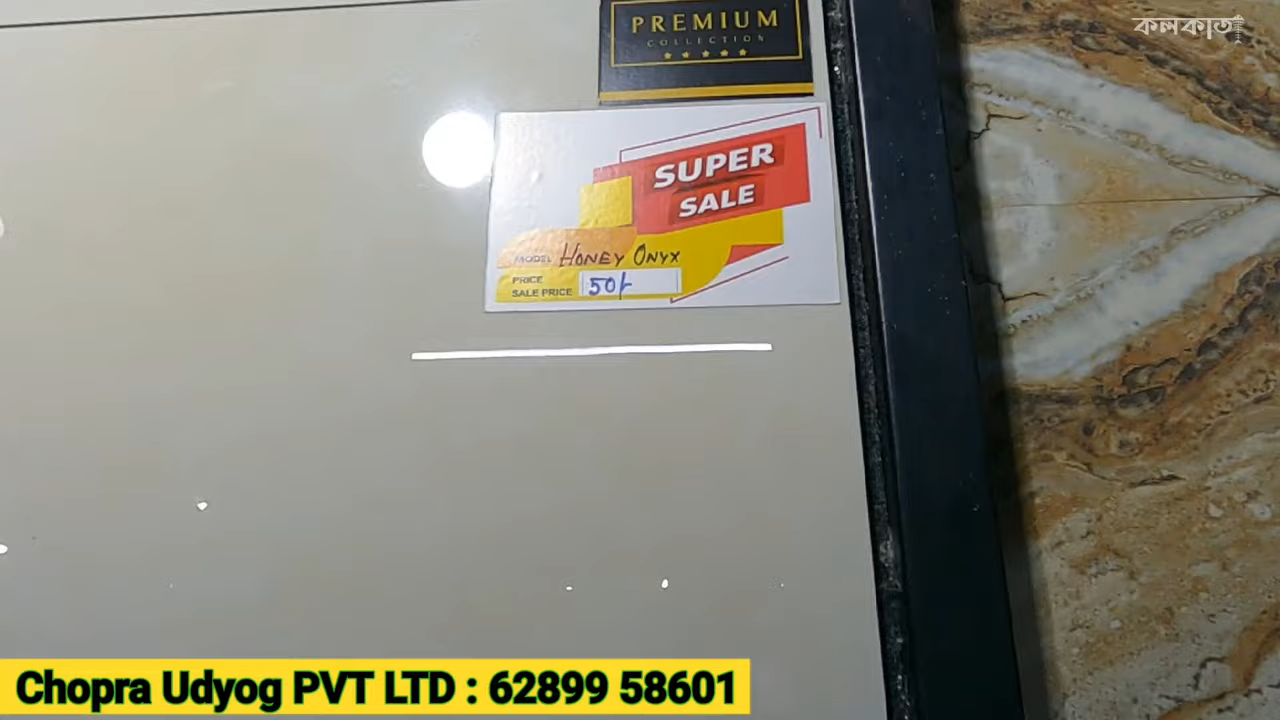 PREMIUM
COLLECTION
কলকাতা
SUPER
SALE
MODEL HONEY ONYX
PRICE
SALE PRICE 50/-
Chopra Udyog PVT LTD : 62899 58601